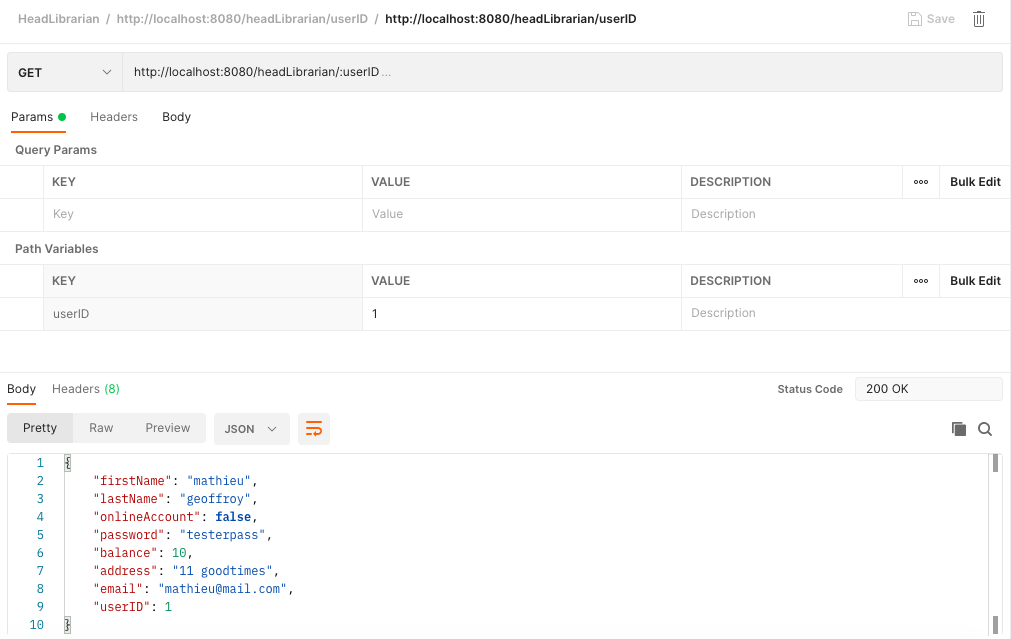 HeadLibrarian / http://localhost:8080/headLibrarian/userID / http://localhost:8080/headLibrarian/userID Save
GET http://localhost:8080/headLibrarian/:userID...
Params Headers Body
Query Params
KEY VALUE DESCRIPTION ooo Bulk Edit
Key Value Description
Path Variables
KEY VALUE DESCRIPTION ooo Bulk Edit
userID 1 Description
Body Headers (8) Status Code 200 OK
Pretty Raw Preview JSON
1 {
2 "firstName": "mathieu",
3 "lastName": "geoffroy",
4 "onlineAccount": false,
5 "password": "testerpass",
6 "balance": 10,
7 "address": "11 goodtimes",
8 "email": "mathieu@mail.com",
9 "userID": 1
10 }